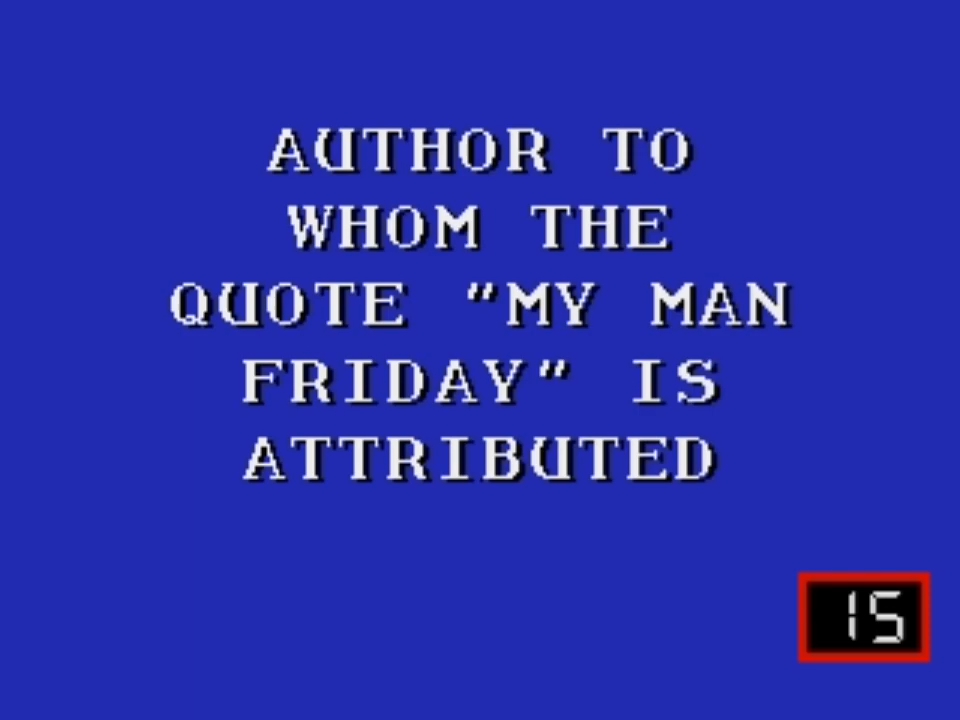 AUTHOR TO
WHOM THE
QUOTE "MY MAN
FRIDAY" IS
ATTRIBUTED
15